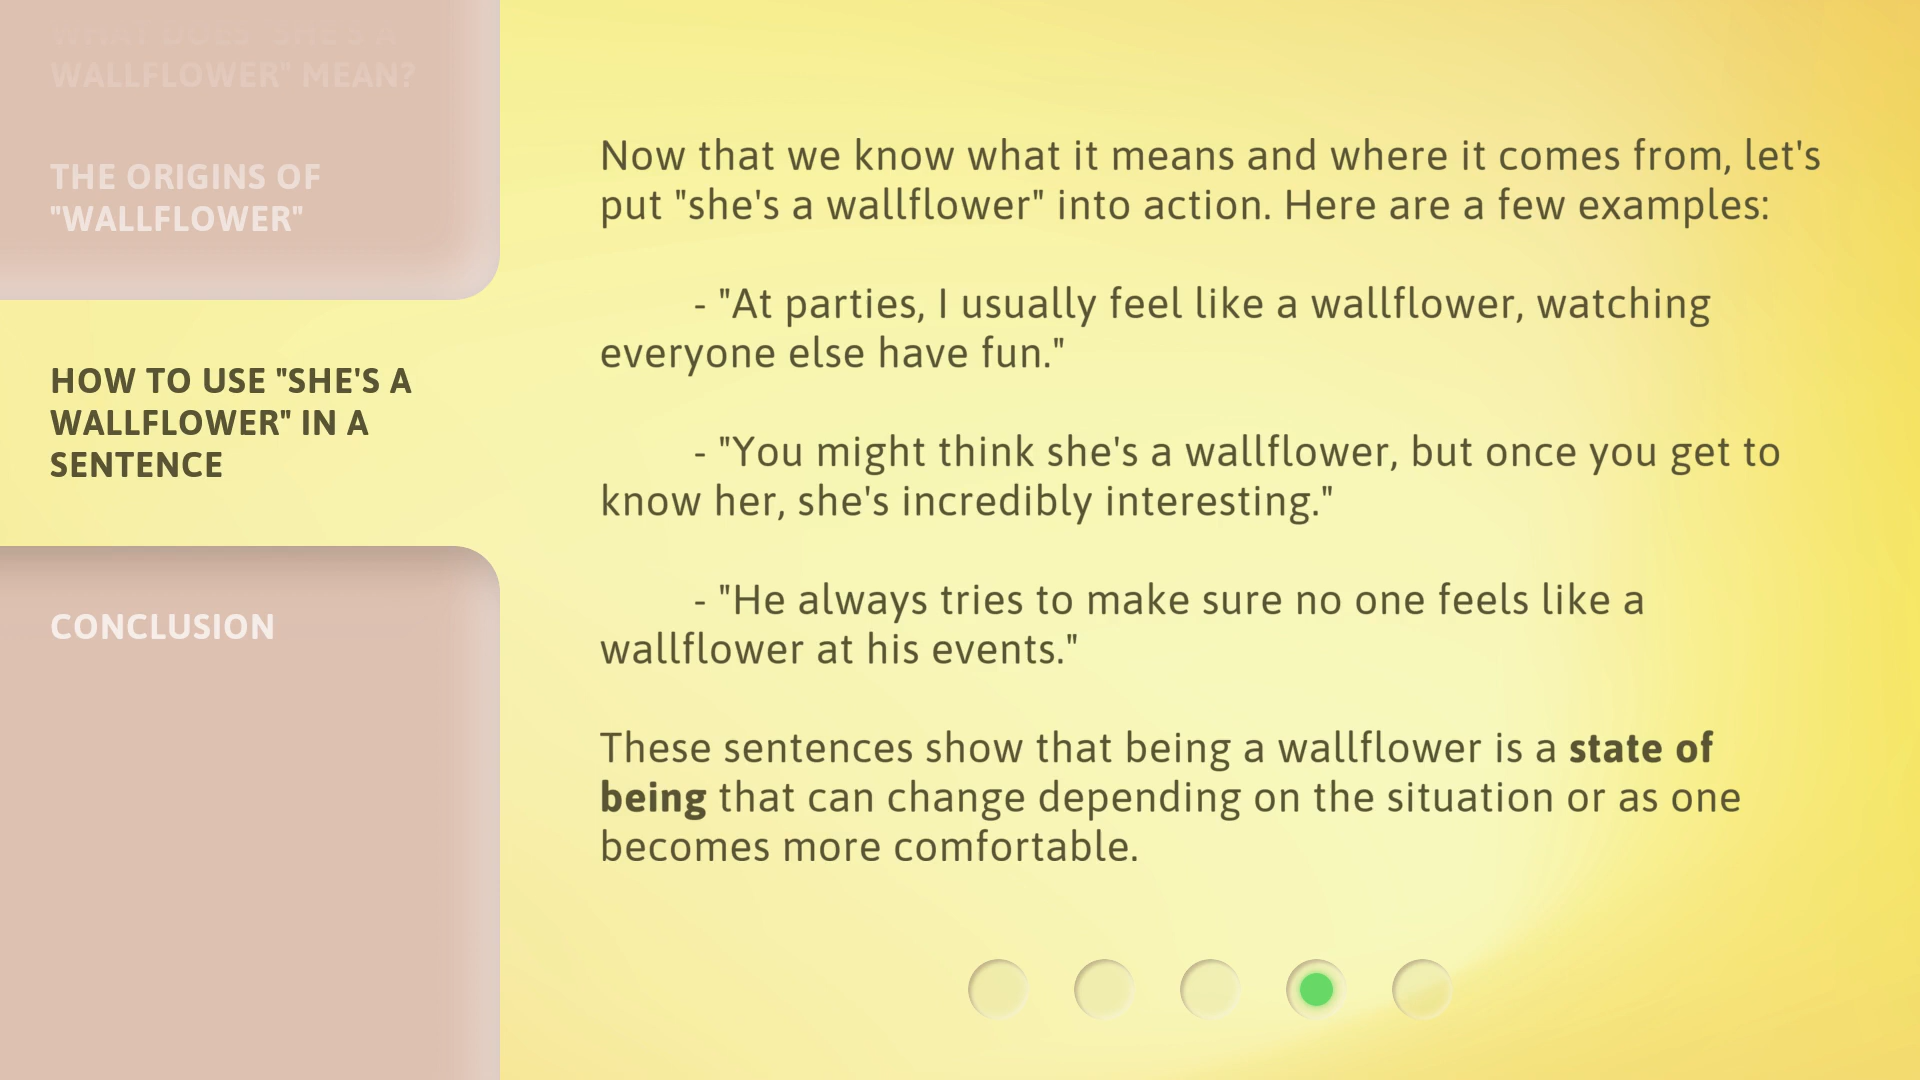 WHAT DOES "SHE'S A
WALLFLOWER" MEAN?
THE ORIGINS OF
"WALLFLOWER"
HOW TO USE "SHE'S A
WALLFLOWER" IN A
SENTENCE
CONCLUSION
Now that we know what it means and where it comes from, let's
put "she's a wallflower" into action. Here are a few examples:
- "At parties, I usually feel like a wallflower, watching
everyone else have fun."
- "You might think she's a wallflower, but once you get to
know her, she's incredibly interesting."
- "He always tries to make sure no one feels like a
wallflower at his events."
These sentences show that being a wallflower is a state of
being that can change depending on the situation or as one
becomes more comfortable.